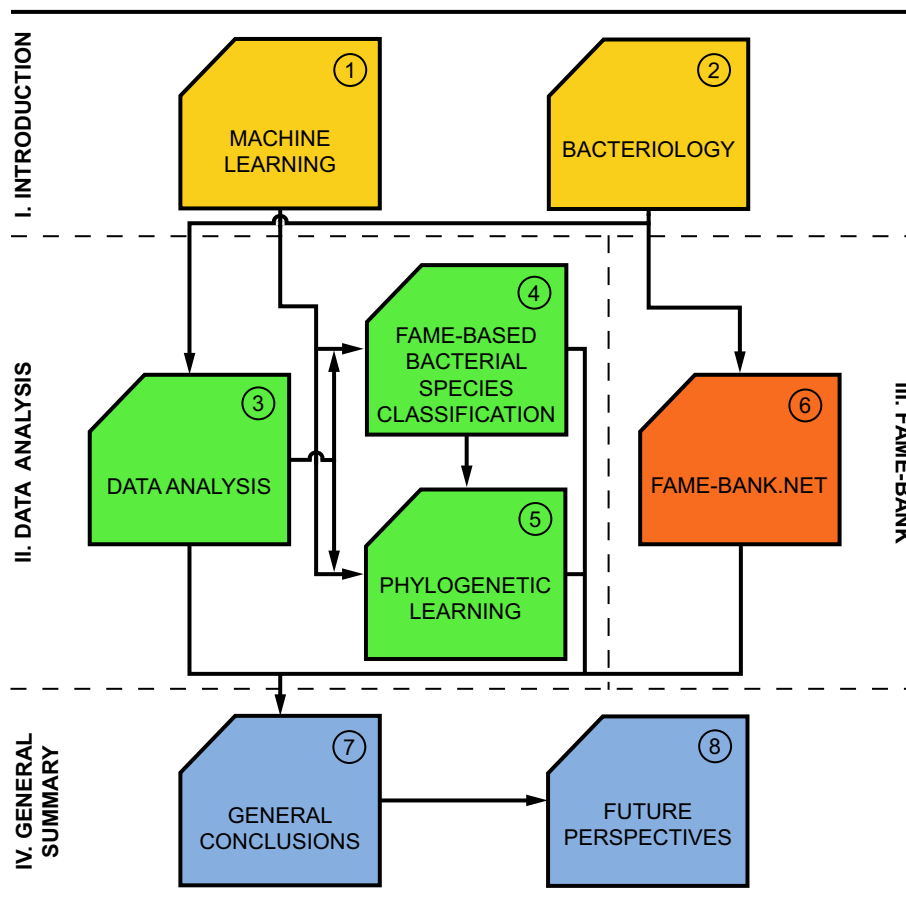 I. INTRODUCTION
1
MACHINE
LEARNING
2
BACTERIOLOGY
II. DATA ANALYSIS
3
DATA ANALYSIS
4
FAME-BASED
BACTERIAL
SPECIES
CLASSIFICATION
5
PHYLOGENETIC
LEARNING
6
FAME-BANK.NET
III. FAME-BANK
IV. GENERAL
SUMMARY
7
GENERAL
CONCLUSIONS
8
FUTURE
PERSPECTIVES